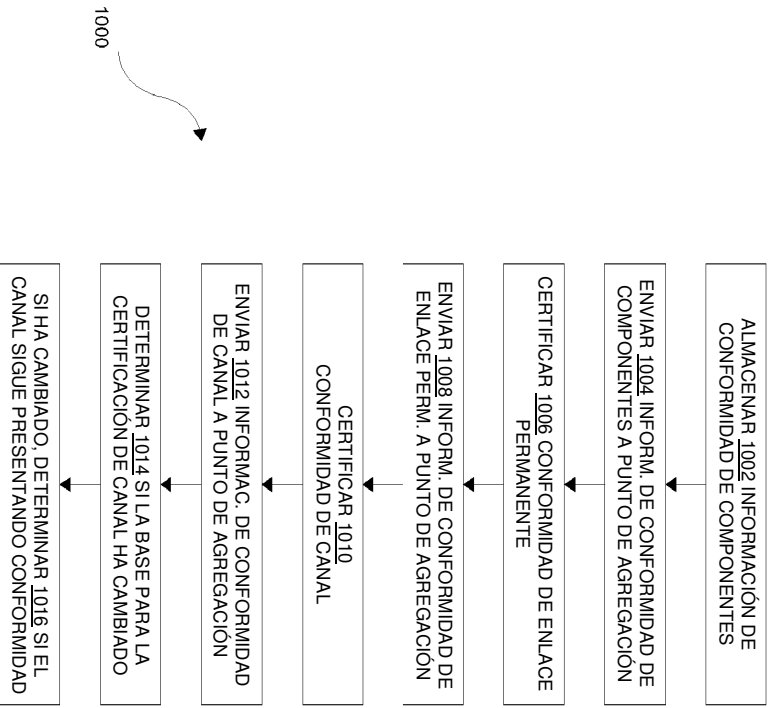 1000
ALMACENAR 1002 INFORMACIÓN DE
CONFORMIDAD DE COMPONENTES
ENVIAR 1004 INFORM. DE CONFORMIDAD DE
COMPONENTES A PUNTO DE AGREGACIÓN
CERTIFICAR 1006 CONFORMIDAD DE ENLACE
PERMANENTE
ENVIAR 1008 INFORM. DE CONFORMIDAD DE
ENLACE PERM. A PUNTO DE AGREGACIÓN
CERTIFICAR 1010
CONFORMIDAD DE CANAL
ENVIAR 1012 INFORMAC. DE CONFORMIDAD
DE CANAL A PUNTO DE AGREGACIÓN
DETERMINAR 1014 SI LA BASE PARA LA
CERTIFICACIÓN DE CANAL HA CAMBIADO
SI HA CAMBIADO, DETERMINAR 1016 SI EL
CANAL SIGUE PRESENTANDO CONFORMIDAD